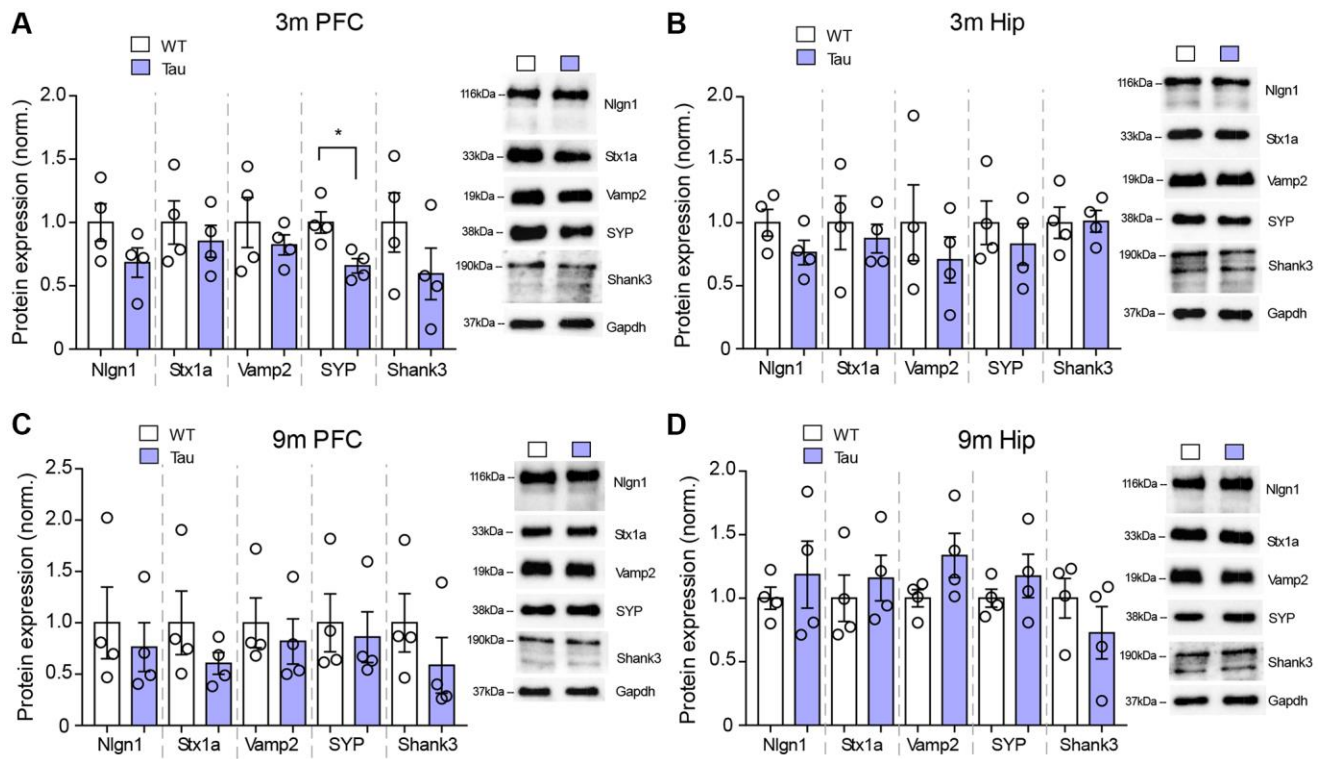 A
3m PFC
WT
Tau
Protein expression (norm.)
2.0
1.5
1.0
0.5
0
*
Nlgn1
Stx1a
Vamp2
SYP
Shank3
116kDa
Nlgn1
33kDa
Stx1a
19kDa
Vamp2
38kDa
SYP
190kDa
Shank3
37kDa
Gapdh
B
3m Hip
WT
Tau
Protein expression (norm.)
2.0
1.5
1.0
0.5
0
Nlgn1
Stx1a
Vamp2
SYP
Shank3
116kDa
Nlgn1
33kDa
Stx1a
19kDa
Vamp2
38kDa
SYP
190kDa
Shank3
37kDa
Gapdh
C
9m PFC
WT
Tau
Protein expression (norm.)
2.5
2.0
1.5
1.0
0.5
0
Nlgn1
Stx1a
Vamp2
SYP
Shank3
116kDa
Nlgn1
33kDa
Stx1a
19kDa
Vamp2
38kDa
SYP
190kDa
Shank3
37kDa
Gapdh
D
9m Hip
WT
Tau
Protein expression (norm.)
2.0
1.5
1.0
0.5
0
Nlgn1
Stx1a
Vamp2
SYP
Shank3
116kDa
Nlgn1
33kDa
Stx1a
19kDa
Vamp2
38kDa
SYP
190kDa
Shank3
37kDa
Gapdh